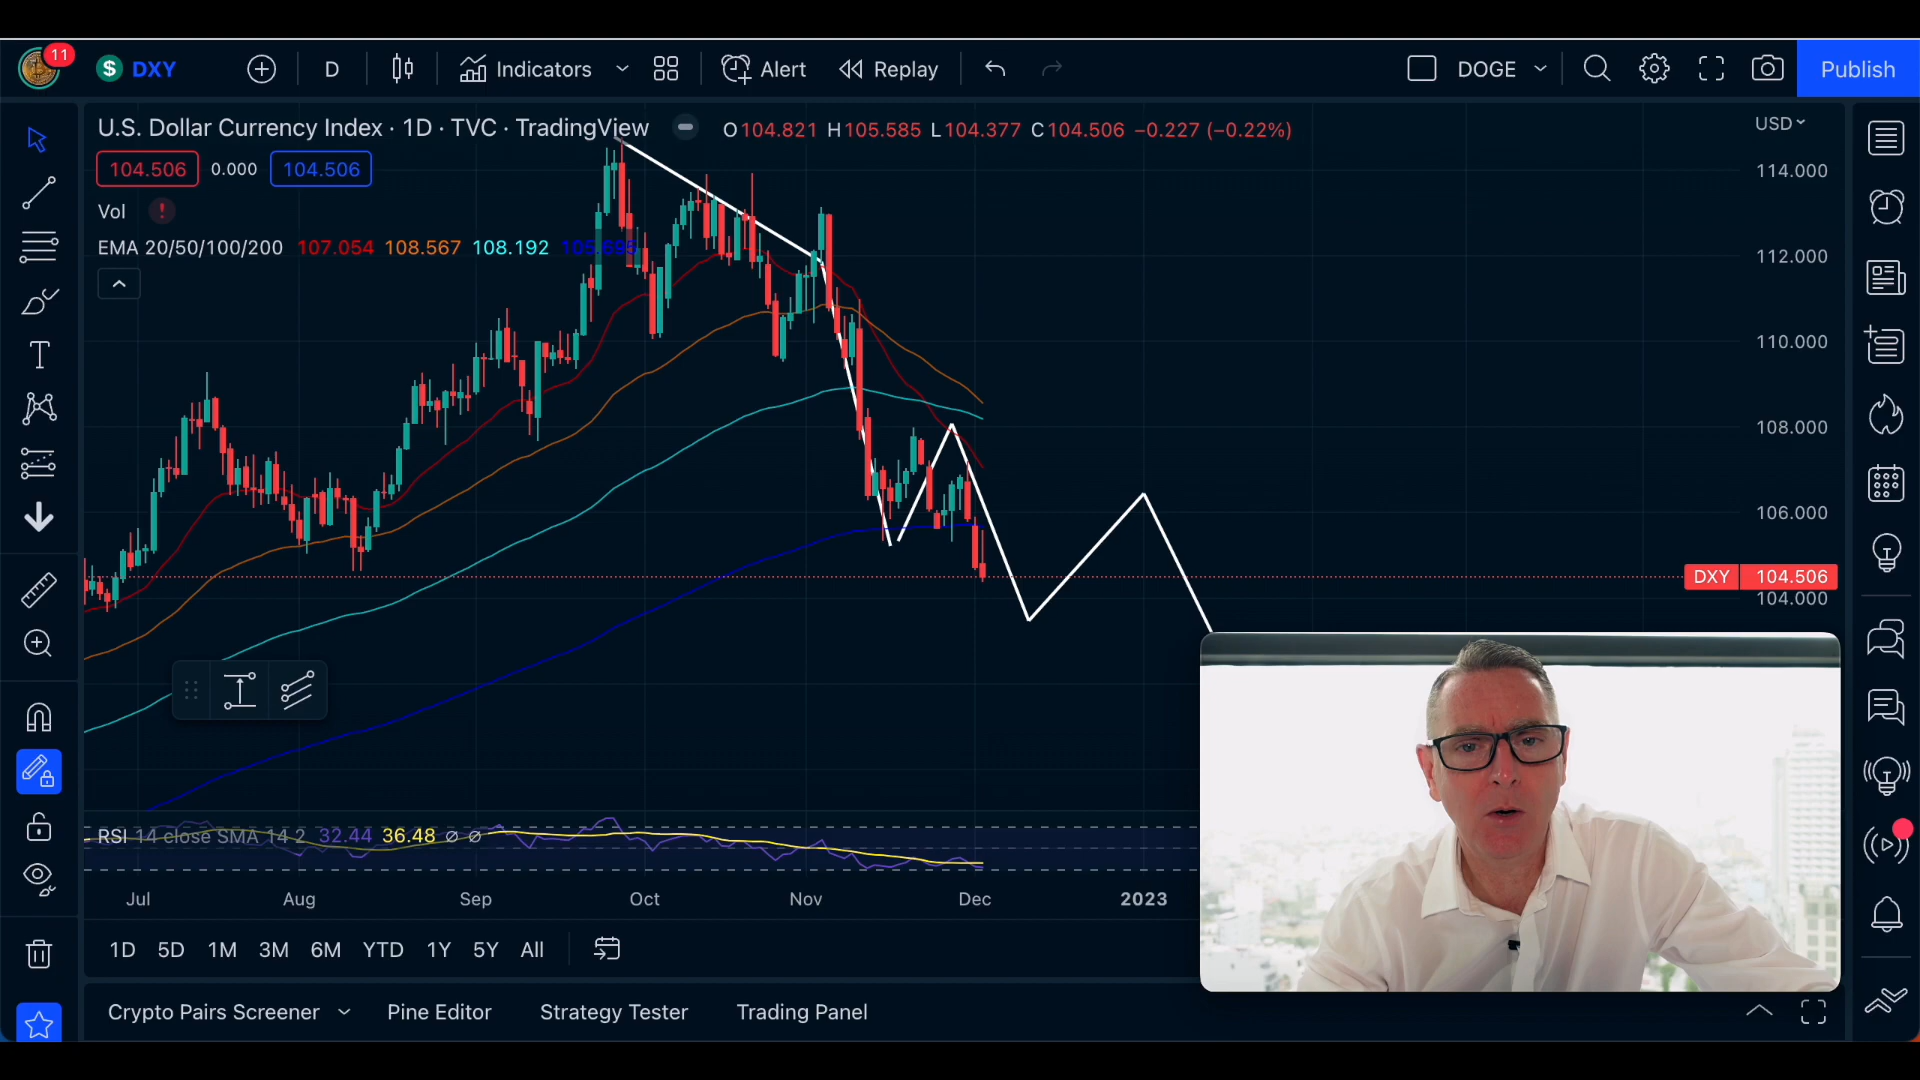 11
$ DXY D Indicators Alert Replay DOGE Publish
U.S. Dollar Currency Index · 1D · TVC · TradingView O104.821 H105.585 L104.377 C104.506 −0.227 (−0.22%) USD
104.506 0.000 104.506
Vol !
EMA 20/50/100/200 107.054 108.567 108.192
114.000
112.000
110.000
108.000
106.000
DXY 104.506
104.000
T
RSI 14 close SMA 14 2 32.44 36.48 ∅ ∅
Jul Aug Sep Oct Nov Dec 2023
1D 5D 1M 3M 6M YTD 1Y 5Y All
Crypto Pairs Screener Pine Editor Strategy Tester Trading Panel